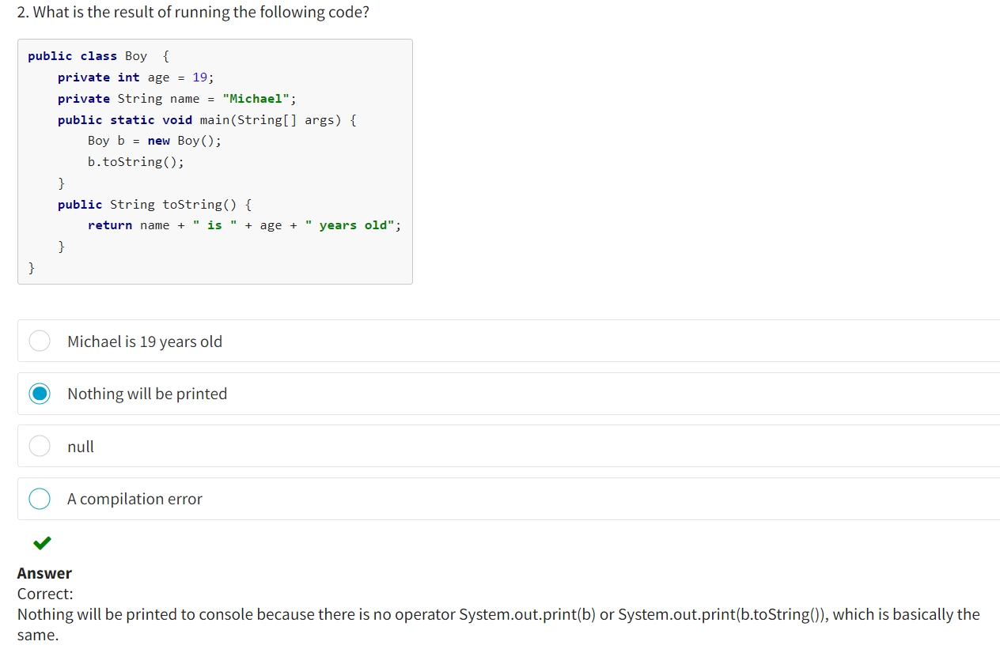 2. What is the result of running the following code?
public class Boy  {
    private int age = 19;
    private String name = "Michael";
    public static void main(String[] args) {
        Boy b = new Boy();
        b.toString();
    }
    public String toString() {
        return name + " is " + age + " years old";
    }
}
Michael is 19 years old
Nothing will be printed
null
A compilation error
Answer
Correct:
Nothing will be printed to console because there is no operator System.out.print(b) or System.out.print(b.toString()), which is basically the
same.